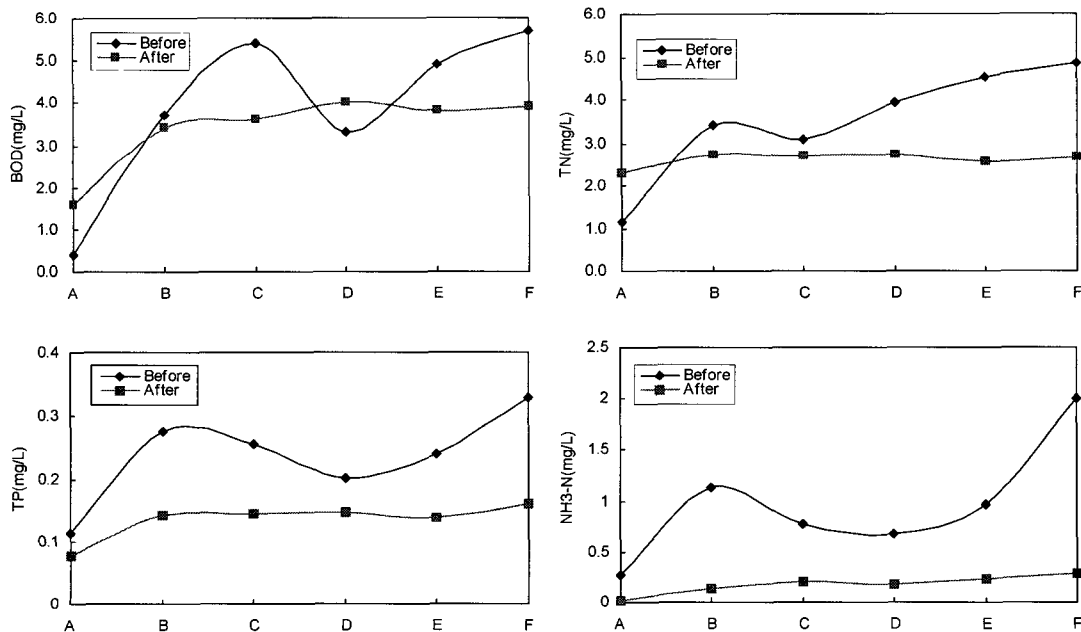 BOD(mg/L)
6.0
5.0
4.0
3.0
2.0
1.0
0.0
Before
After
A B C D E F
TN(mg/L)
6.0
5.0
4.0
3.0
2.0
1.0
0.0
Before
After
A B C D E F
TP(mg/L)
0.4
0.3
0.2
0.1
0
Before
After
A B C D E F
NH3-N(mg/L)
2.5
2
1.5
1
0.5
0
Before
After
A B C D E F